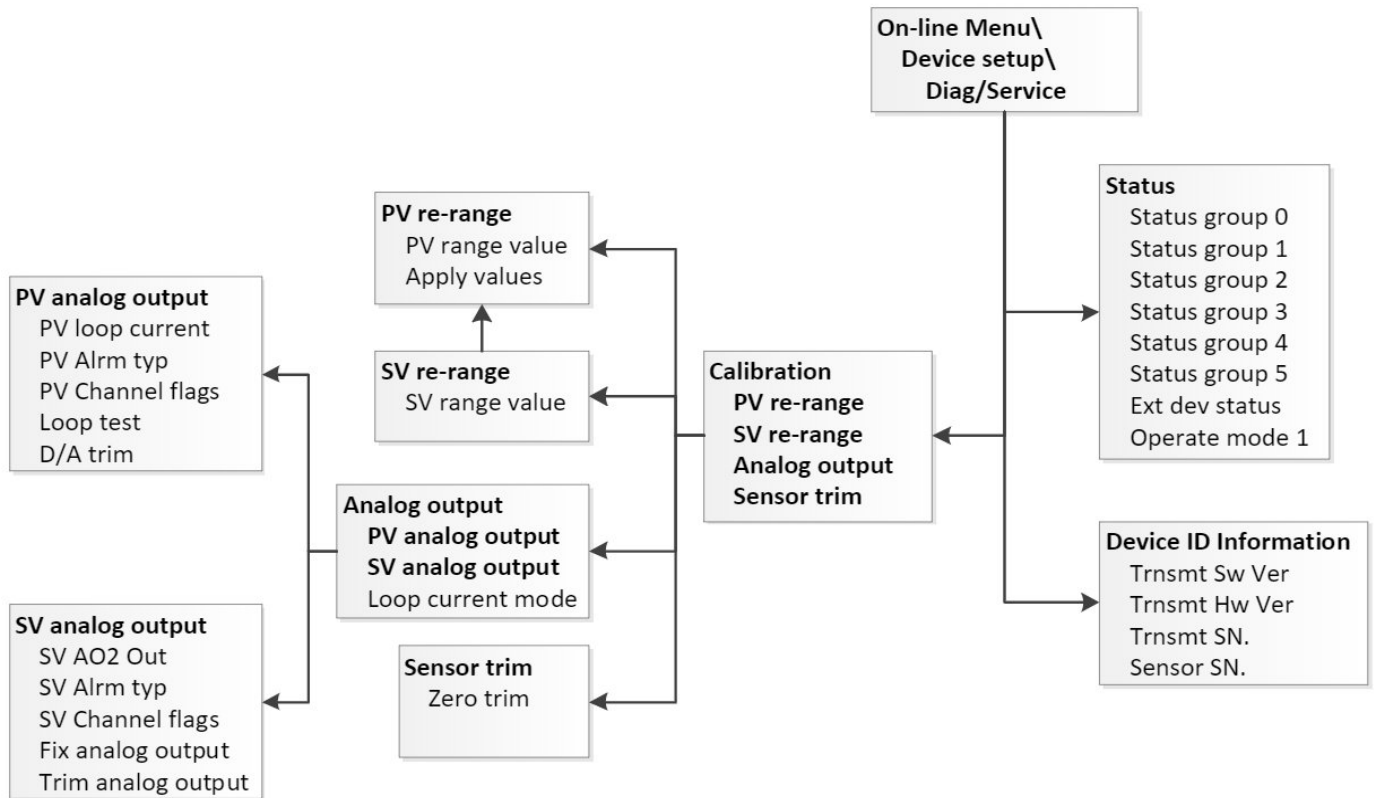 On-line Menu\
Device setup\
Diag/Service
Status
Status group 0
Status group 1
Status group 2
Status group 3
Status group 4
Status group 5
Ext dev status
Operate mode 1
Device ID Information
Trnsmt Sw Ver
Trnsmt Hw Ver
Trnsmt SN.
Sensor SN.
Calibration
PV re-range
SV re-range
Analog output
Sensor trim
PV re-range
PV range value
Apply values
SV re-range
SV range value
Analog output
PV analog output
SV analog output
Loop current mode
Sensor trim
Zero trim
PV analog output
PV loop current
PV Alrm typ
PV Channel flags
Loop test
D/A trim
SV analog output
SV AO2 Out
SV Alrm typ
SV Channel flags
Fix analog output
Trim analog output